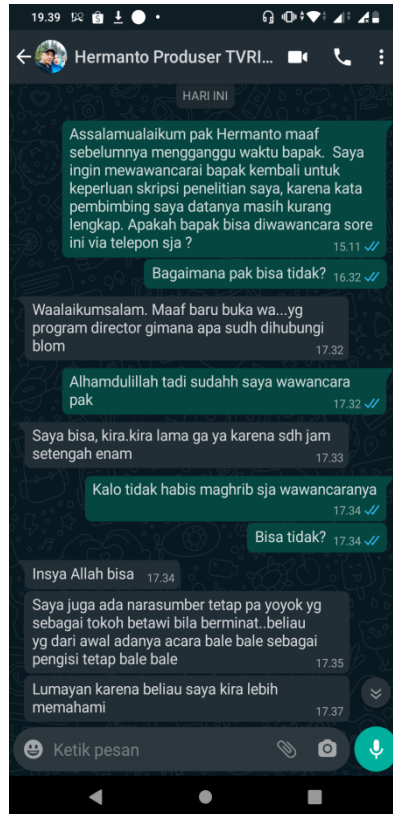 19.39
Hermanto Produser TVRI...
HARI INI
Assalamualaikum pak Hermanto maaf
sebelumnya mengganggu waktu bapak. Saya
ingin mewawancarai bapak kembali untuk
keperluan skripsi penelitian saya, karena kata
pembimbing saya datanya masih kurang
lengkap. Apakah bapak bisa diwawancara sore
ini via telepon sja ?
15.11
Bagaimana pak bisa tidak? 16.32
Waalaikumsalam. Maaf baru buka wa...yg
program director gimana apa sudh dihubungi
blom
17.32
Alhamdulillah tadi sudahh saya wawancara
pak
17.32
Saya bisa, kira.kira lama ga ya karena sdh jam
setengah enam
17.33
Kalo tidak habis maghrib sja wawancaranya
17.34
Bisa tidak? 17.34
Insya Allah bisa 17.34
Saya juga ada narasumber tetap pa yoyok yg
sebagai tokoh betawi bila berminat..beliau
yg dari awal adanya acara bale bale sebagai
pengisi tetap bale bale
17.35
Lumayan karena beliau saya kira lebih
memahami
17.37
Ketik pesan